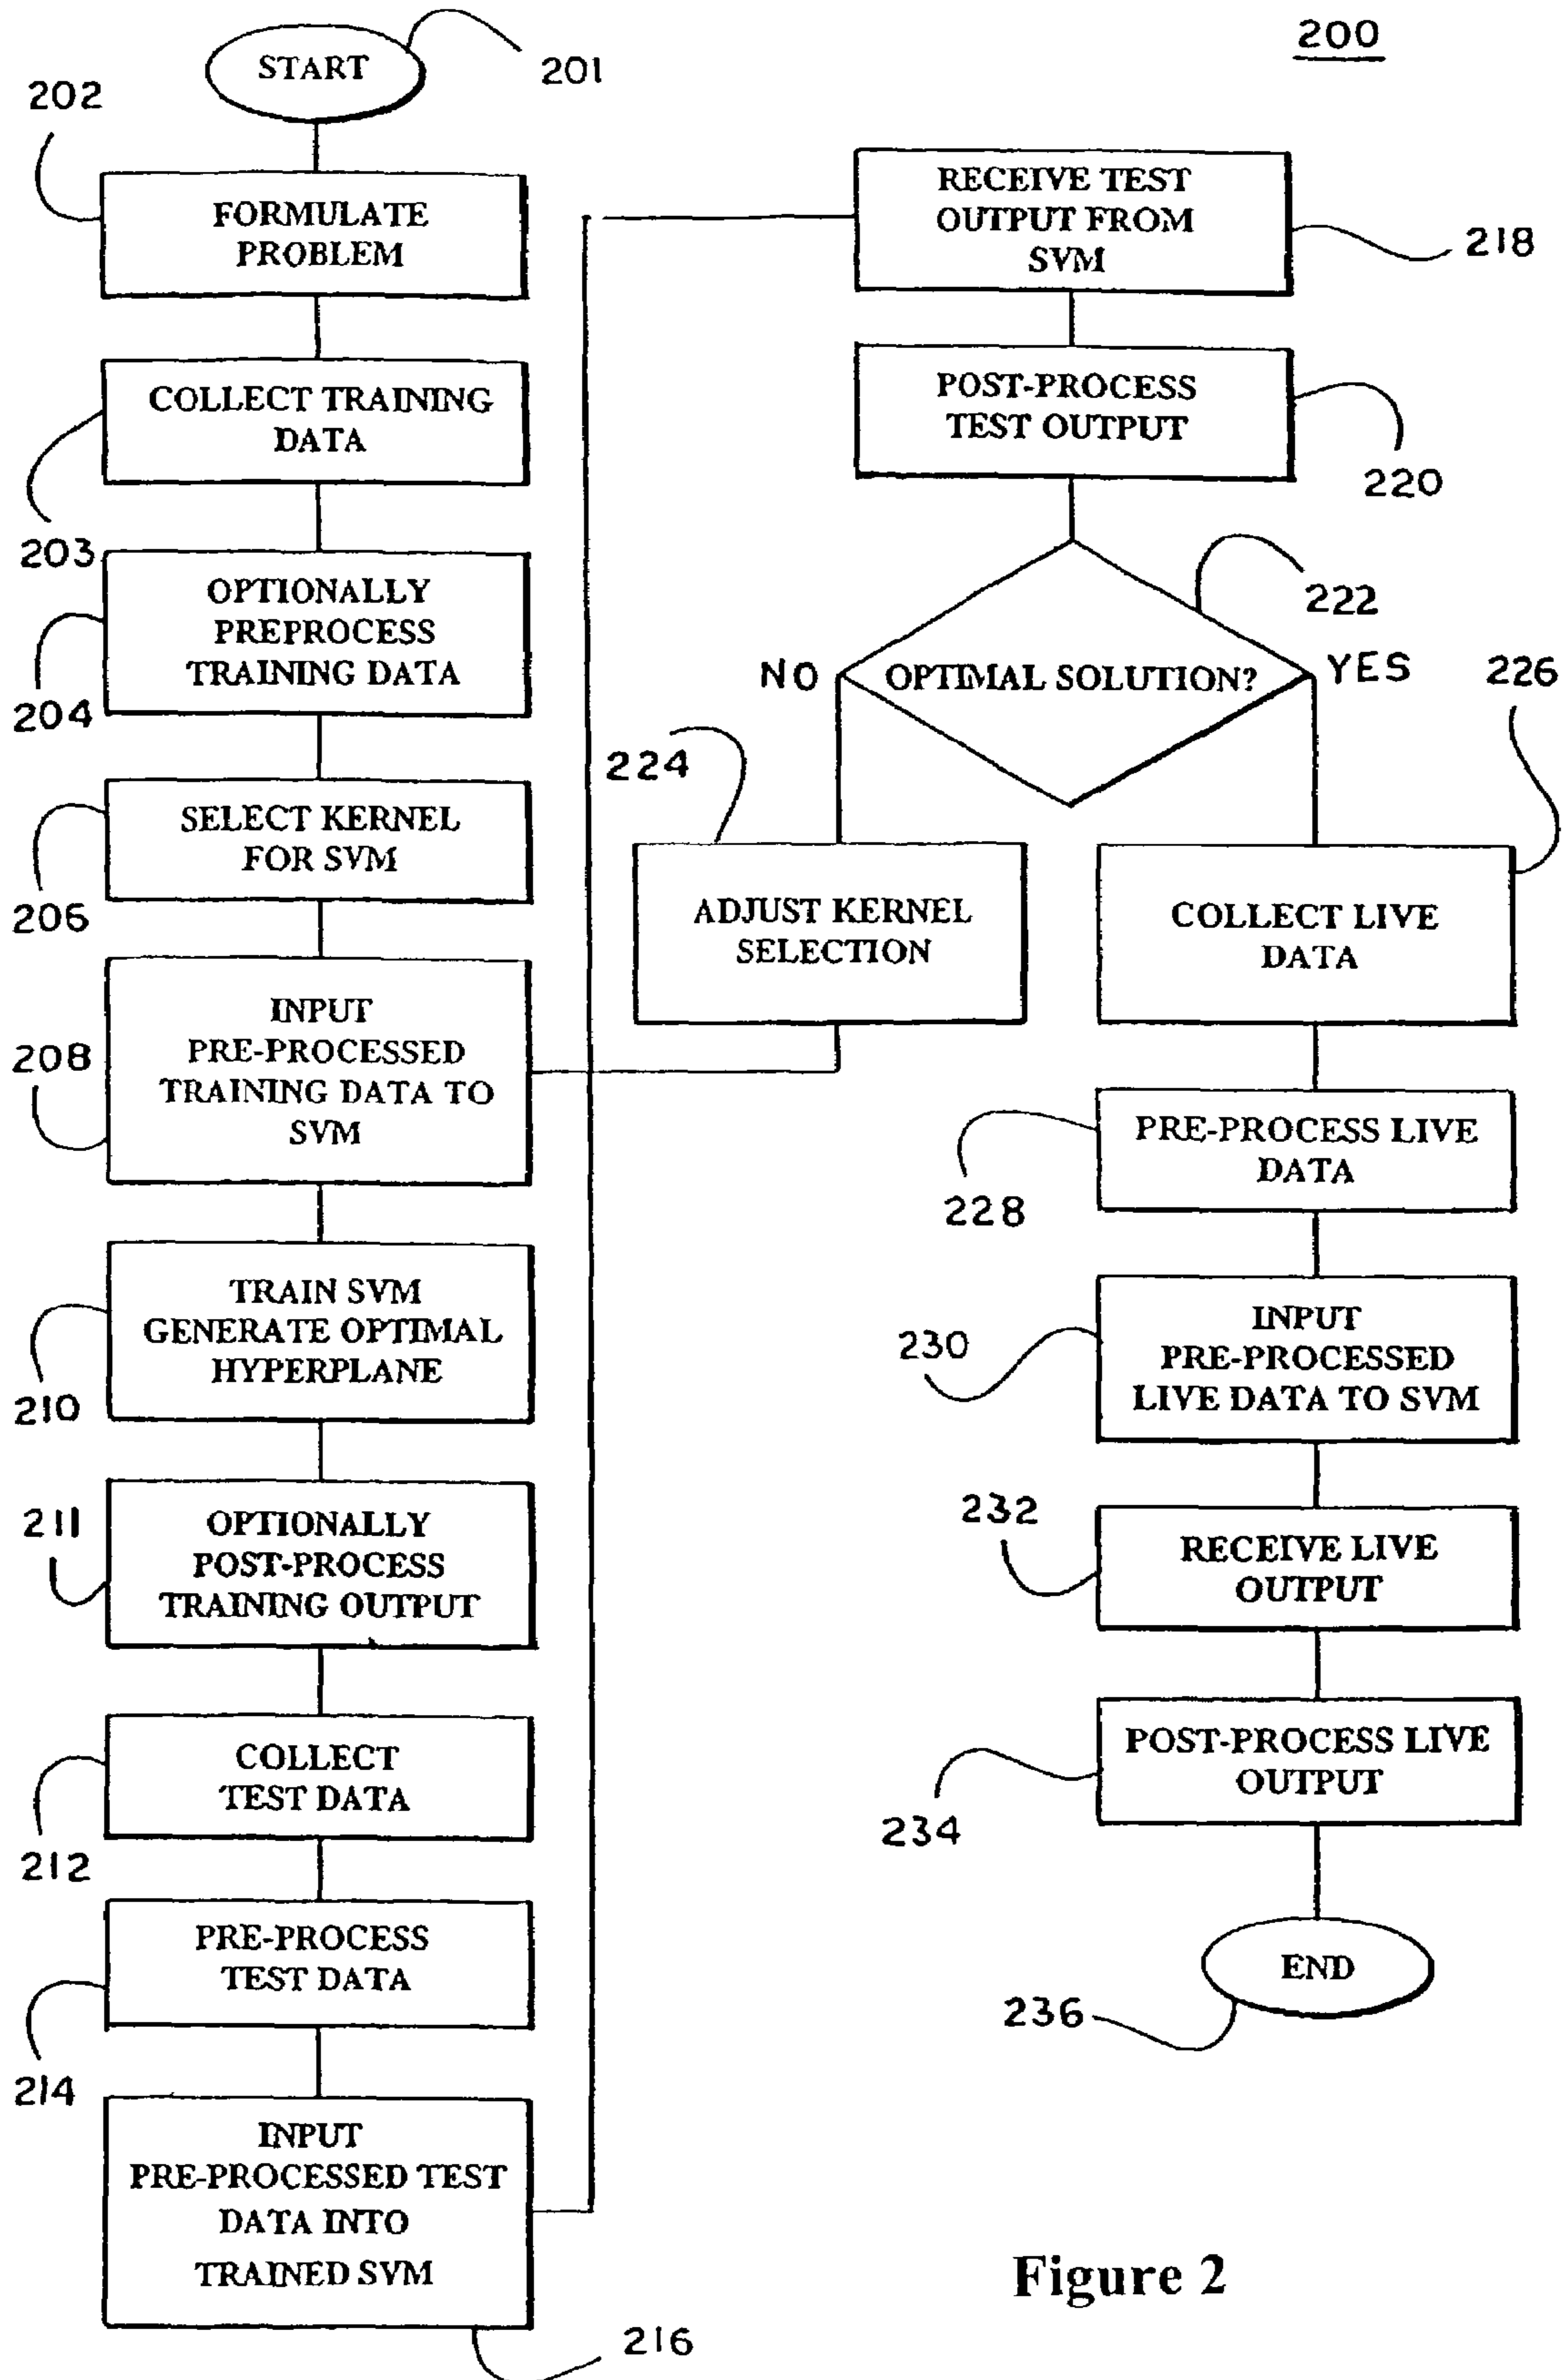 200
START
201
202
FORMULATE
PROBLEM
COLLECT TRAINING
DATA
203
OPTIONALLY
PREPROCESS
TRAINING DATA
204
SELECT KERNEL
FOR SVM
206
INPUT
PRE-PROCESSED
TRAINING DATA TO
SVM
208
TRAIN SVM
GENERATE OPTIMAL
HYPERPLANE
210
211
OPTIONALLY
POST-PROCESS
TRAINING OUTPUT
COLLECT
TEST DATA
212
PRE-PROCESS
TEST DATA
214
INPUT
PRE-PROCESSED TEST
DATA INTO
TRAINED SVM
216
RECEIVE TEST
OUTPUT FROM
SVM
218
POST-PROCESS
TEST OUTPUT
220
222
NO
OPTIMAL SOLUTION?
YES
224
ADJUST KERNEL
SELECTION
226
COLLECT LIVE
DATA
PRE-PROCESS LIVE
DATA
228
INPUT
PRE-PROCESSED
LIVE DATA TO SVM
230
232
RECEIVE LIVE
OUTPUT
POST-PROCESS LIVE
OUTPUT
234
END
236
Figure 2